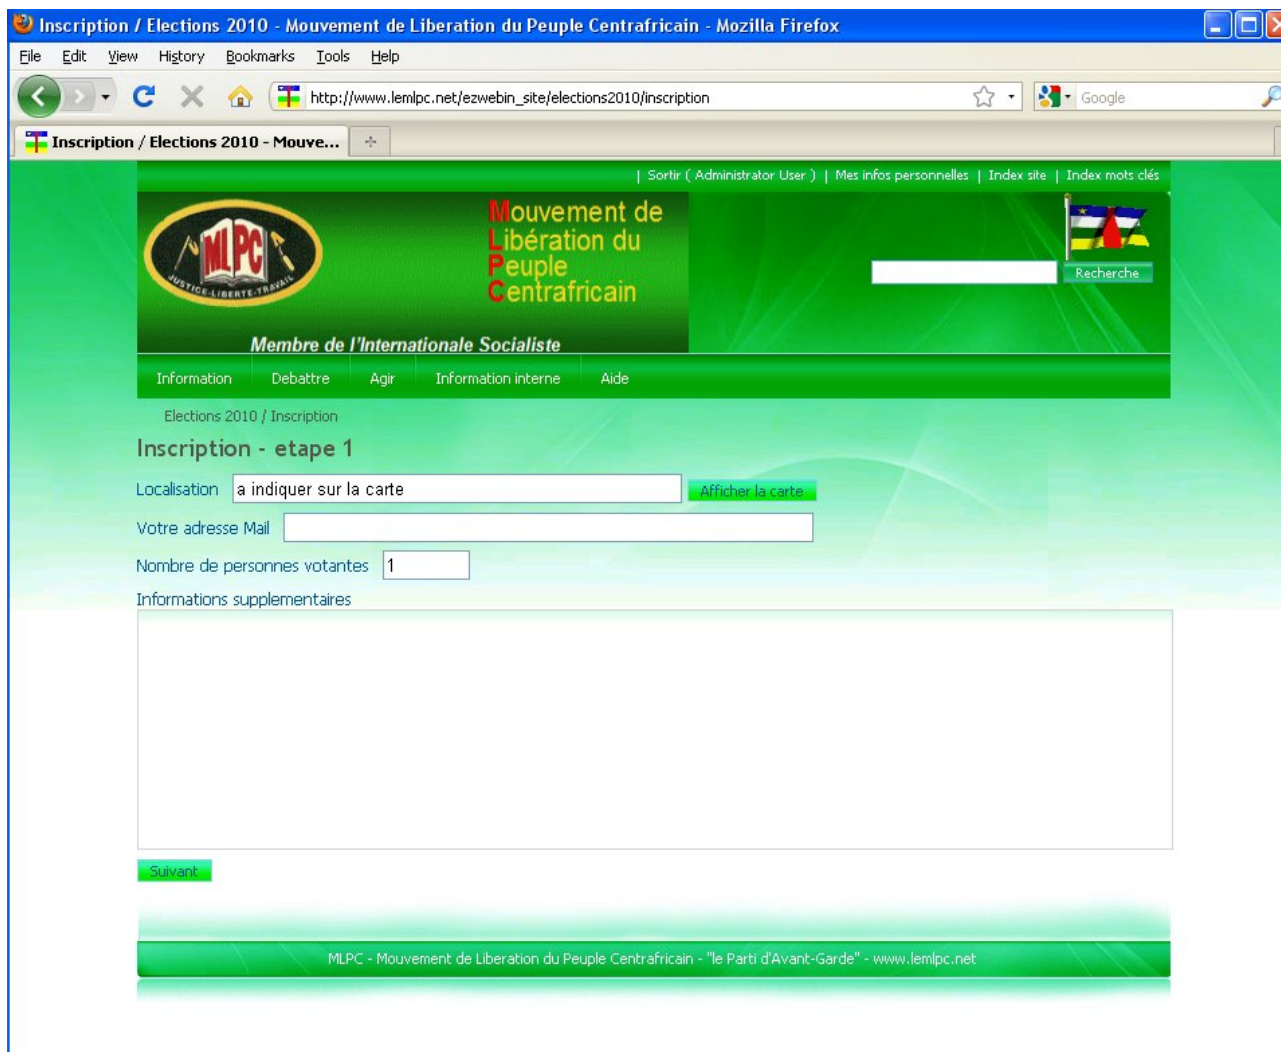 Inscription / Elections 2010 - Mouvement de Liberation du Peuple Centrafricain - Mozilla Firefox
File Edit View History Bookmarks Tools Help
http://www.lemlpc.net/ezwebin_site/elections2010/inscription Google
Inscription / Elections 2010 - Mouve...
| Sortir ( Administrator User ) | Mes infos personnelles | Index site | Index mots clés
MLPC
JUSTICE-LIBERTE-TRAVAIL
Mouvement de
Libération du
Peuple
Centrafricain
Recherche
Membre de l'Internationale Socialiste
Information Debattre Agir Information interne Aide
Elections 2010 / Inscription
Inscription - etape 1
Localisation a indiquer sur la carte Afficher la carte
Votre adresse Mail
Nombre de personnes votantes 1
Informations supplementaires
Suivant
MLPC - Mouvement de Liberation du Peuple Centrafricain - "le Parti d'Avant-Garde" - www.lemlpc.net